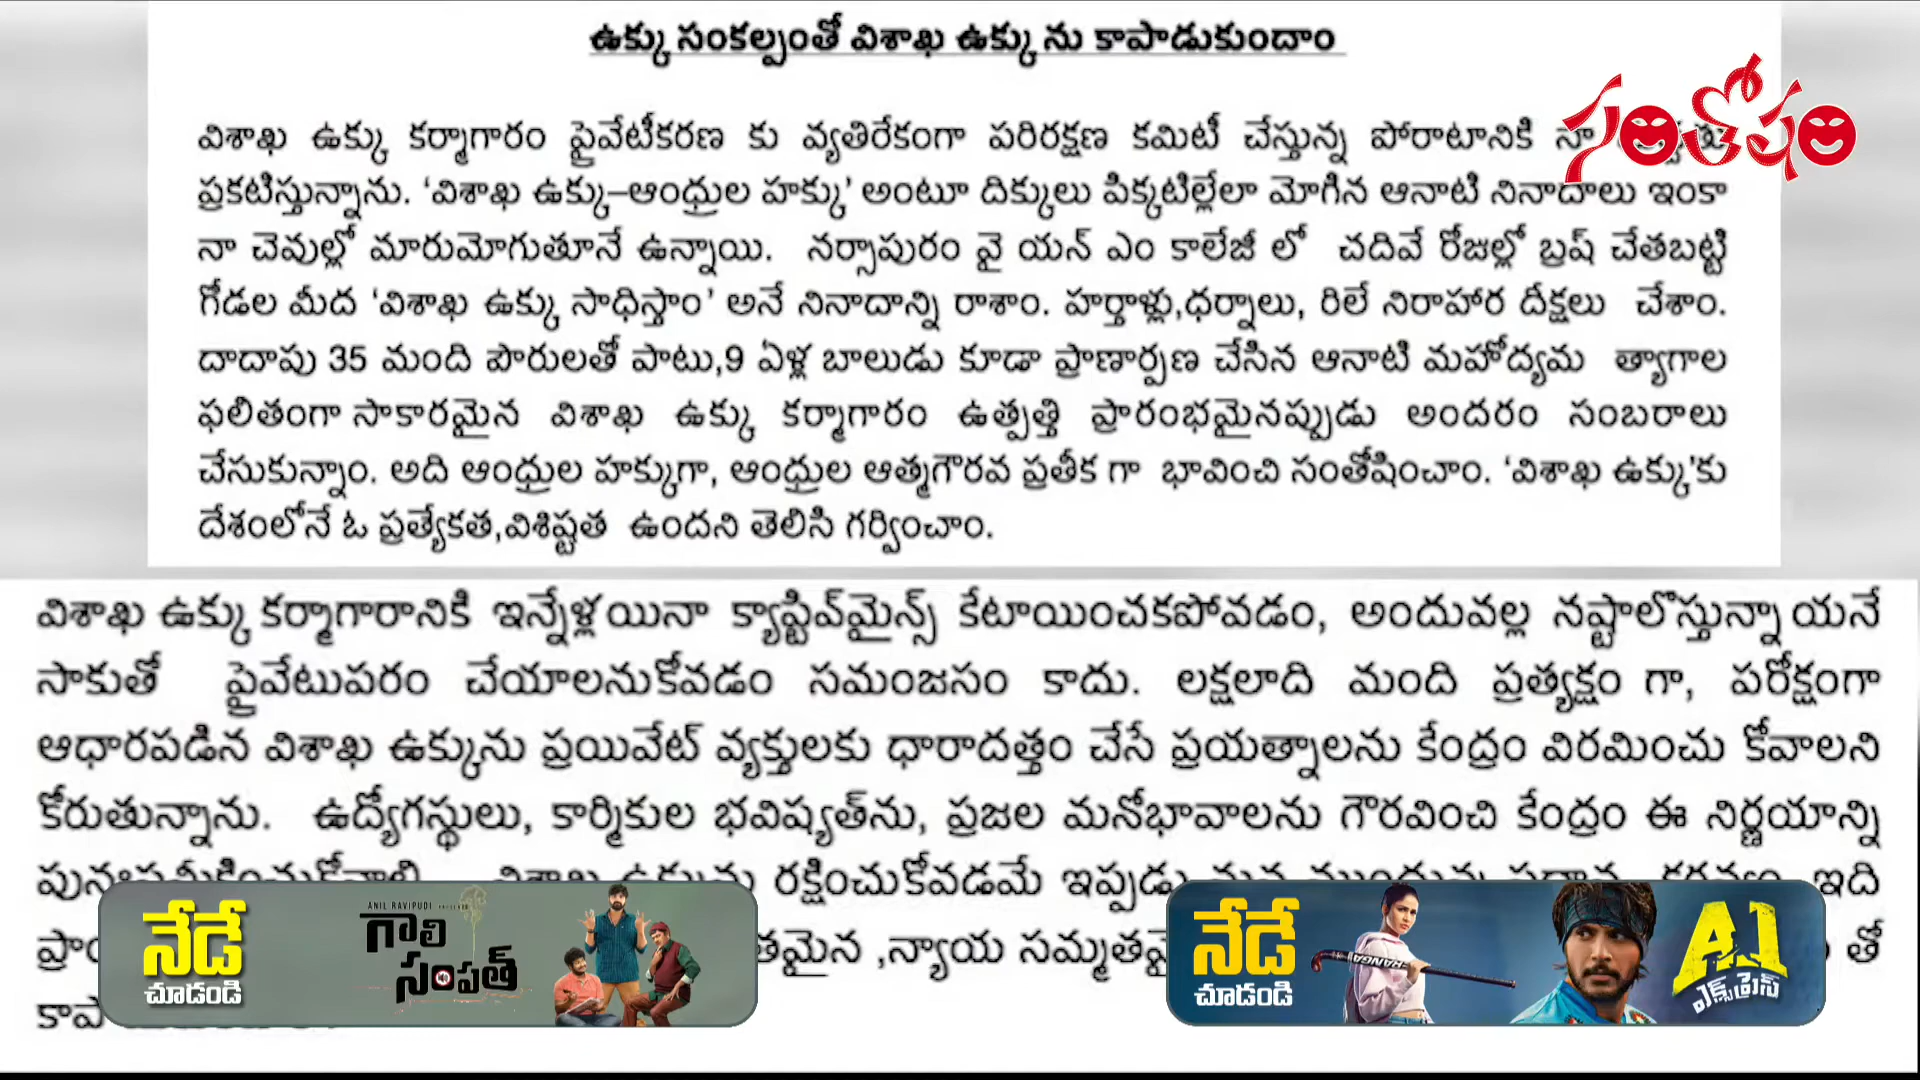 ఉక్కు సంకల్పంతో విశాఖ ఉక్కు ను కాపాడుకుందాం
సంతోషం
విశాఖ ఉక్కు కర్మాగారం ప్రైవేటీకరణ కు వ్యతిరేకంగా పరిరక్షణ కమిటీ చేస్తున్న పోరాటానికి నా
ప్రకటిస్తున్నాను. ‘విశాఖ ఉక్కు–ఆంధ్రుల హక్కు’ అంటూ దిక్కులు పిక్కటిల్లేలా మోగిన ఆనాటి నినాదాలు ఇంకా
నా చెవుల్లో మారుమోగుతూనే ఉన్నాయి. నర్సాపురం వై యన్ ఎం కాలేజీ లో చదివే రోజుల్లో బ్రష్ చేతబట్టి
గోడల మీద ‘విశాఖ ఉక్కు సాధిస్తాం’ అనే నినాదాన్ని రాశాం. హర్తాళ్లు,ధర్నాలు, రిలే నిరాహార దీక్షలు చేశాం.
దాదాపు 35 మంది పౌరులతో పాటు,9 ఏళ్ల బాలుడు కూడా ప్రాణార్పణ చేసిన ఆనాటి మహోద్యమ త్యాగాల
ఫలితంగా సాకారమైన విశాఖ ఉక్కు కర్మాగారం ఉత్పత్తి ప్రారంభమైనప్పుడు అందరం సంబరాలు
చేసుకున్నాం. అది ఆంధ్రుల హక్కుగా, ఆంధ్రుల ఆత్మగౌరవ ప్రతీక గా భావించి సంతోషించాం. ‘విశాఖ ఉక్కు’కు
దేశంలోనే ఓ ప్రత్యేకత,విశిష్టత ఉందని తెలిసి గర్వించాం.
విశాఖ ఉక్కు కర్మాగారానికి ఇన్నేళ్లయినా క్యాప్టివ్‌మైన్స్ కేటాయించకపోవడం, అందువల్ల నష్టాలొస్తున్నాయనే
సాకుతో ప్రైవేటుపరం చేయాలనుకోవడం సమంజసం కాదు. లక్షలాది మంది ప్రత్యక్షం గా, పరోక్షంగా
ఆధారపడిన విశాఖ ఉక్కును ప్రయివేట్ వ్యక్తులకు ధారాదత్తం చేసే ప్రయత్నాలను కేంద్రం విరమించు కోవాలని
కోరుతున్నాను. ఉద్యోగస్థులు, కార్మికుల భవిష్యత్‌ను, ప్రజల మనోభావాలను గౌరవించి కేంద్రం ఈ నిర్ణయాన్ని
రక్షించుకోవడమే ఇప్పడు ఇది
,న్యాయ తో
నేడే
చూడండి
ANIL RAVIPUDI
గాలి
సంపత్
నేడే
చూడండి
RANGA
A1
ఎక్స్‌ప్రెస్